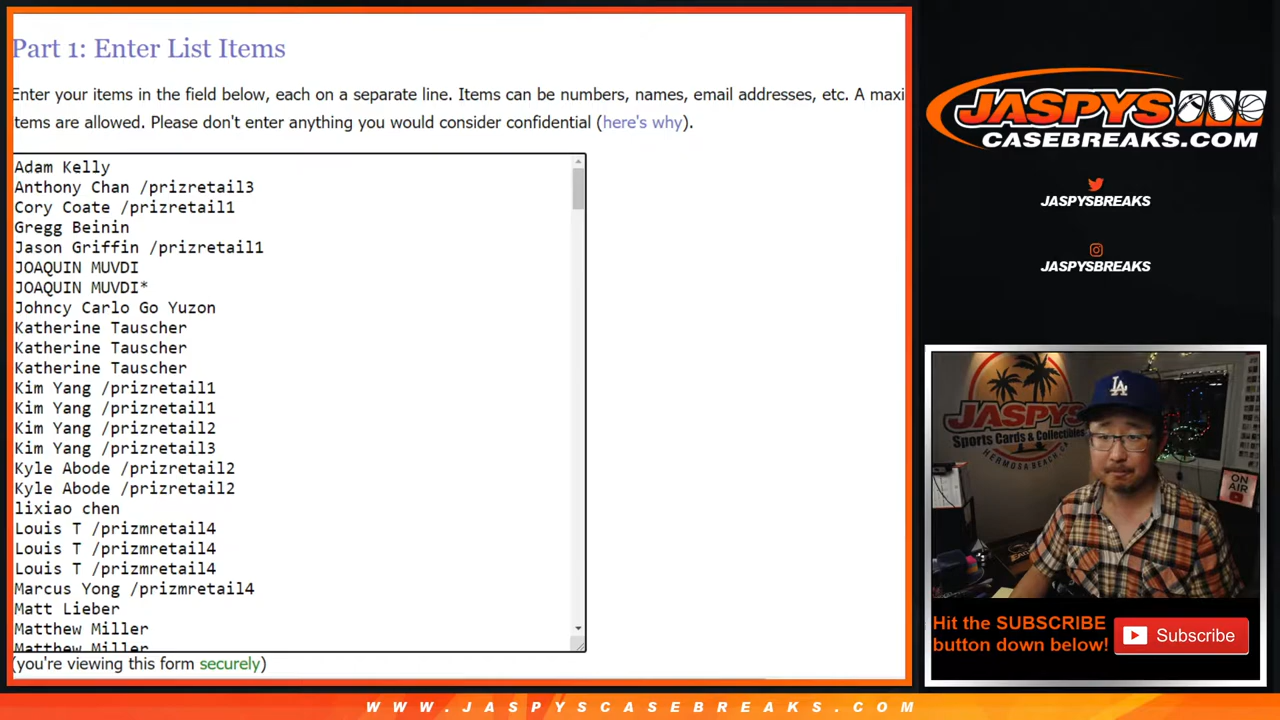 Part 1: Enter List Items
Enter your items in the field below, each on a separate line. Items can be numbers, names, email addresses, etc. A maxi
tems are allowed. Please don't enter anything you would consider confidential (here's why).
Adam Kelly
Anthony Chan /prizretail3
Cory Coate /prizretail1
Gregg Beinin
Jason Griffin /prizretail1
JOAQUIN MUVDI
JOAQUIN MUVDI*
Johncy Carlo Go Yuzon
Katherine Tauscher
Katherine Tauscher
Katherine Tauscher
Kim Yang /prizretail1
Kim Yang /prizretail1
Kim Yang /prizretail2
Kim Yang /prizretail3
Kyle Abode /prizretail2
Kyle Abode /prizretail2
lixiao chen
Louis T /prizmretail4
Louis T /prizmretail4
Louis T /prizmretail4
Marcus Yong /prizmretail4
Matt Lieber
Matthew Miller
Matthew Miller
(you're viewing this form securely)
JASPYS
CASEBREAKS.COM
JASPYSBREAKS
JASPYSBREAKS
JASPYS
Sports Cards & Collectibles
HERMOSA BEACH, CA
LA
ON
AIR
Hit the SUBSCRIBE
button down below!
Subscribe
WWW.JASPYSCASEBREAKS.COM